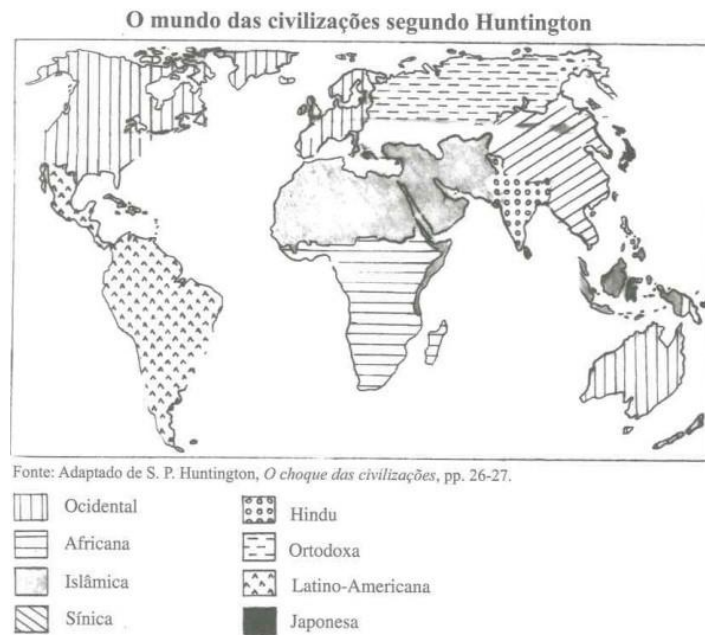 O mundo das civilizações segundo Huntington
Fonte: Adaptado de S. P. Huntington, O choque das civilizações, pp. 26-27.
Ocidental
Africana
Islâmica
Sínica
Hindu
Ortodoxa
Latino-Americana
Japonesa